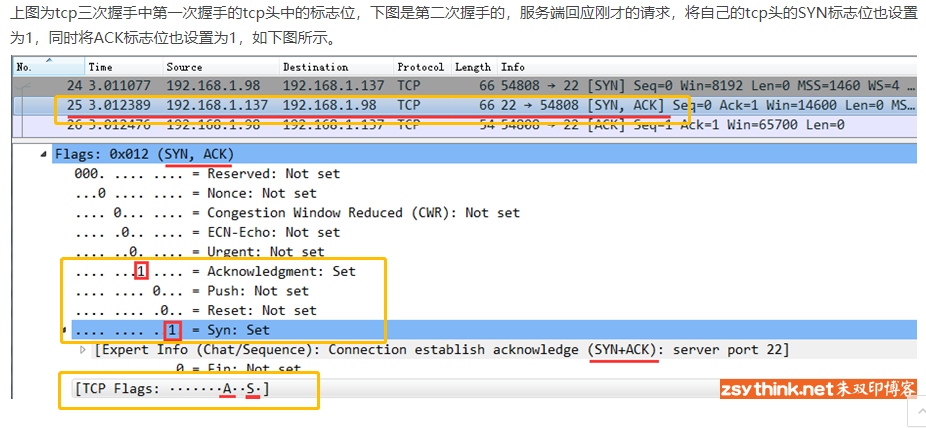 上图为tcp三次握手中第一次握手的tcp头中的标志位，下图是第二次握手的，服务端回应刚才的请求，将自己的tcp头的SYN标志位也设置
为1，同时将ACK标志位也设置为1，如下图所示。
No. Time Source Destination Protocol Length Info
24 3.011077 192.168.1.98 192.168.1.137 TCP 66 54808 → 22 [SYN] Seq=0 Win=8192 Len=0 MSS=1460 WS=4 …
25 3.012389 192.168.1.137 192.168.1.98 TCP 66 22 → 54808 [SYN, ACK] Seq=0 Ack=1 Win=14600 Len=0 MS…
26 3.012476 192.168.1.98 192.168.1.137 TCP 54 54808 → 22 [ACK] Seq=1 Ack=1 Win=65700 Len=0
Flags: 0x012 (SYN, ACK)
000. .... .... = Reserved: Not set
...0 .... .... = Nonce: Not set
.... 0... .... = Congestion Window Reduced (CWR): Not set
.... .0.. .... = ECN-Echo: Not set
.... ..0. .... = Urgent: Not set
.... ...1 .... = Acknowledgment: Set
.... .... 0... = Push: Not set
.... .... .0.. = Reset: Not set
.... .... ..1. = Syn: Set
[Expert Info (Chat/Sequence): Connection establish acknowledge (SYN+ACK): server port 22]
0 = Fin: Not set
[TCP Flags: ·······A··S·]
zsythink.net朱双印博客